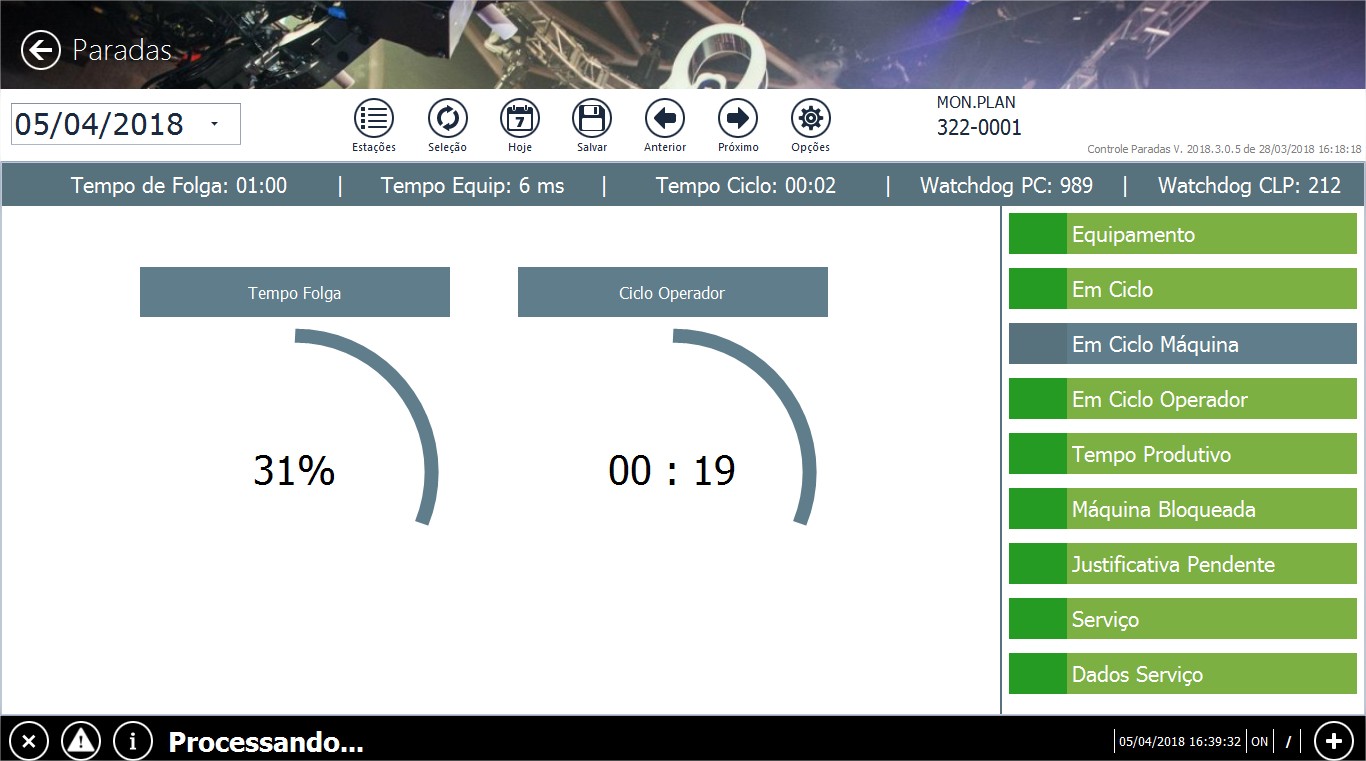 Paradas
05/04/2018
7
Estações
Seleção
Hoje
Salvar
Anterior
Próximo
Opções
MON.PLAN
322-0001
Controle Paradas V. 2018.3.0.5 de 28/03/2018 16:18:18
Tempo de Folga: 01:00 | Tempo Equip: 6 ms | Tempo Ciclo: 00:02 | Watchdog PC: 989 | Watchdog CLP: 212
Tempo Folga
31%
Ciclo Operador
00 : 19
Equipamento
Em Ciclo
Em Ciclo Máquina
Em Ciclo Operador
Tempo Produtivo
Máquina Bloqueada
Justificativa Pendente
Serviço
Dados Serviço
Processando...
05/04/2018 16:39:32 | ON | / |